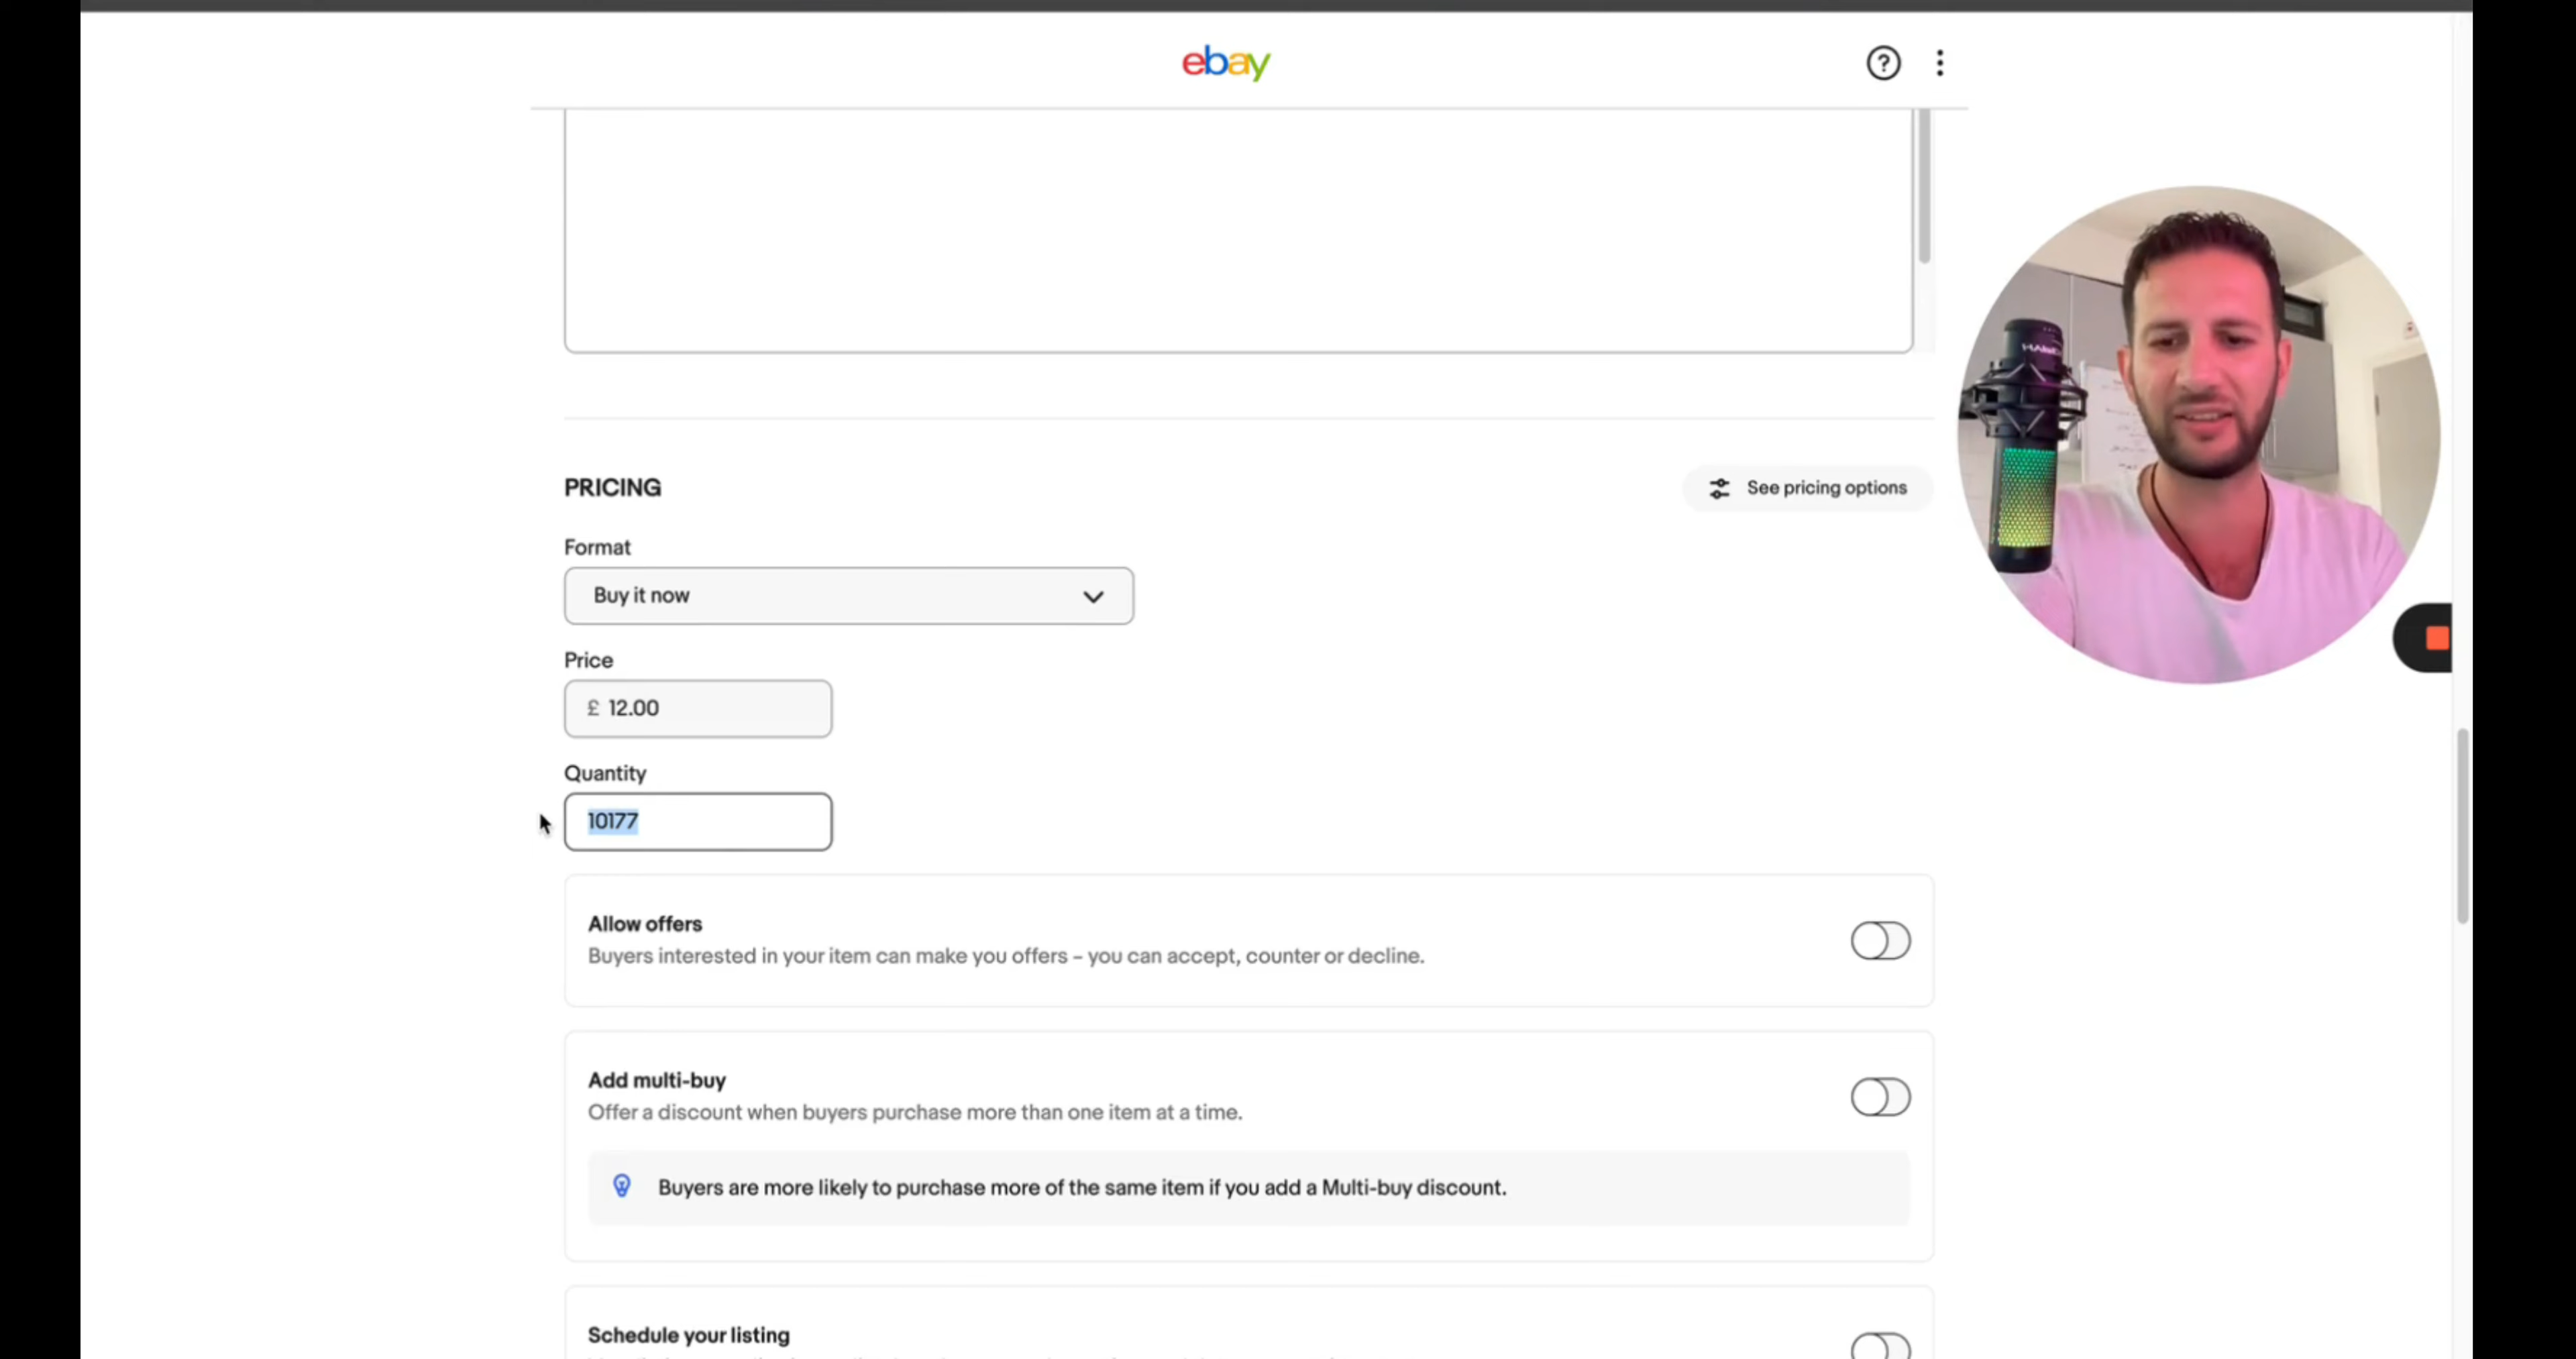 ebay
PRICING
See pricing options
Format
Buy it now
Price
£ 12.00
Quantity
10177
Allow offers
Buyers interested in your item can make you offers – you can accept, counter or decline.
Add multi-buy
Offer a discount when buyers purchase more than one item at a time.
Buyers are more likely to purchase more of the same item if you add a Multi-buy discount.
Schedule your listing